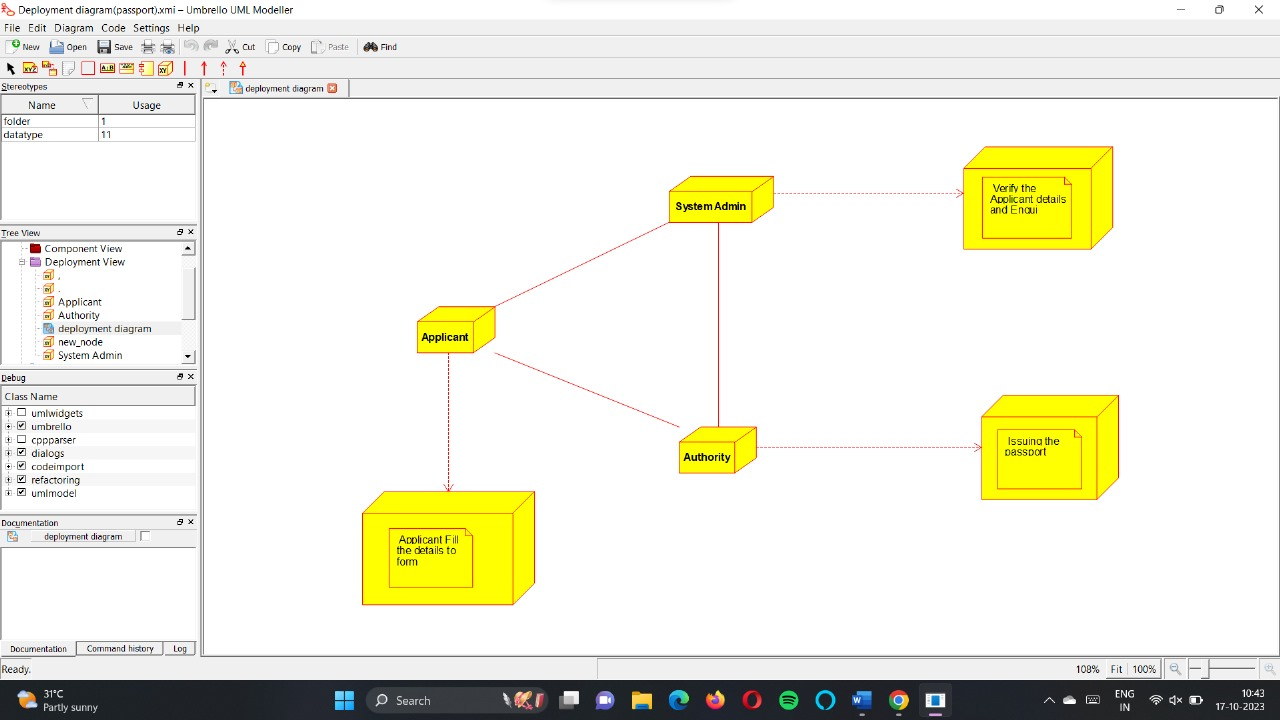 Deployment diagram(passport).xmi – Umbrello UML Modeller
File Edit Diagram Code Settings Help
New Open Save Cut Copy Paste Find
Stereotypes
deployment diagram
Name Usage
folder 1
datatype 11
Tree View
Component View
Deployment View
,
.
Applicant
Authority
deployment diagram
new_node
System Admin
Debug
Class Name
umlwidgets
umbrello
cppparser
dialogs
codeimport
refactoring
umlmodel
Documentation
deployment diagram
Documentation Command history Log
System Admin
Verify the
Applicant details
and Enqui
Applicant
Authority
Issuing the
passport
Applicant Fill
the details to
form
Ready.
108% Fit 100%
31°C
Partly sunny
Search
ENG
IN
10:43
17-10-2023